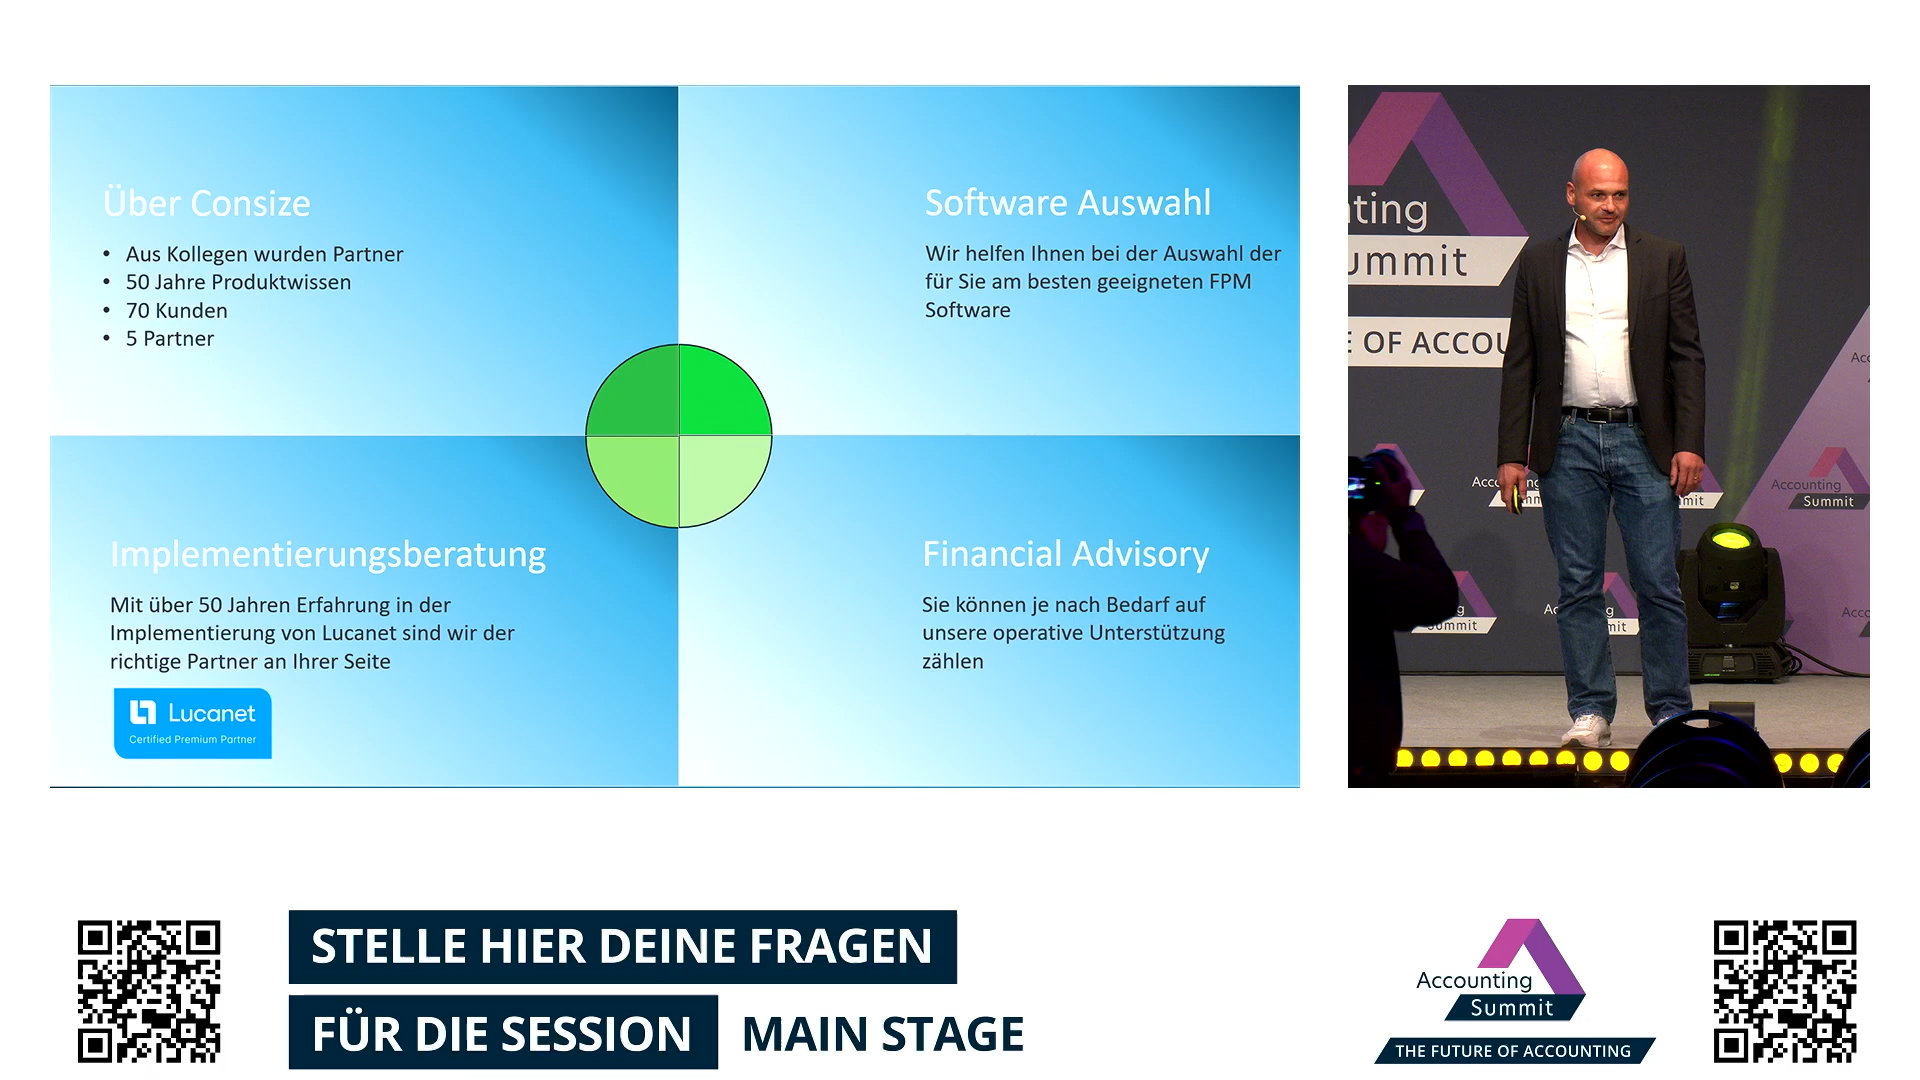 Über Consize
• Aus Kollegen wurden Partner
• 50 Jahre Produktwissen
• 70 Kunden
• 5 Partner
Software Auswahl
Wir helfen Ihnen bei der Auswahl der
für Sie am besten geeigneten FPM
Software
Implementierungsberatung
Mit über 50 Jahren Erfahrung in der
Implementierung von Lucanet sind wir der
richtige Partner an Ihrer Seite
Lucanet
Certified Premium Partner
Financial Advisory
Sie können je nach Bedarf auf
unsere operative Unterstützung
zählen
Summit
OF
Accounting
Summit
STELLE HIER DEINE FRAGEN
FÜR DIE SESSION MAIN STAGE
Accounting
Summit
THE FUTURE OF ACCOUNTING